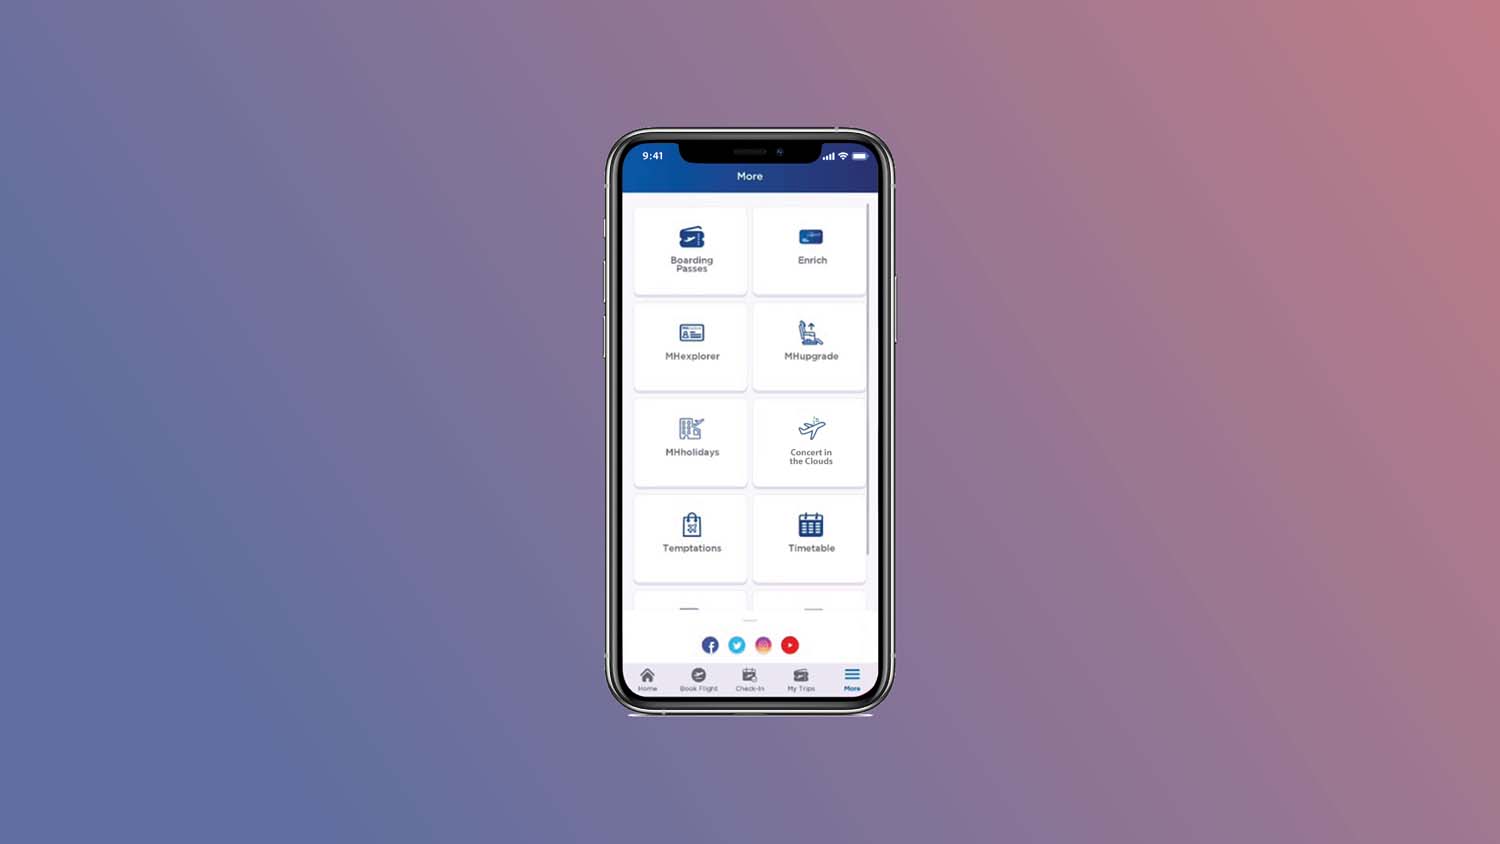 9:41
More
Boarding
Passes
Enrich
MHexplorer
MHupgrade
MHholidays
Concert in
the Clouds
Temptations
Timetable
Home
Book Flight
Check-In
My Trips
More